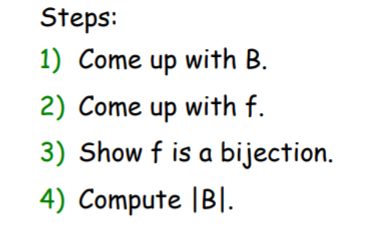 Steps:
1) Come up with B.
2) Come up with f.
3) Show f is a bijection.
4) Compute |B|.